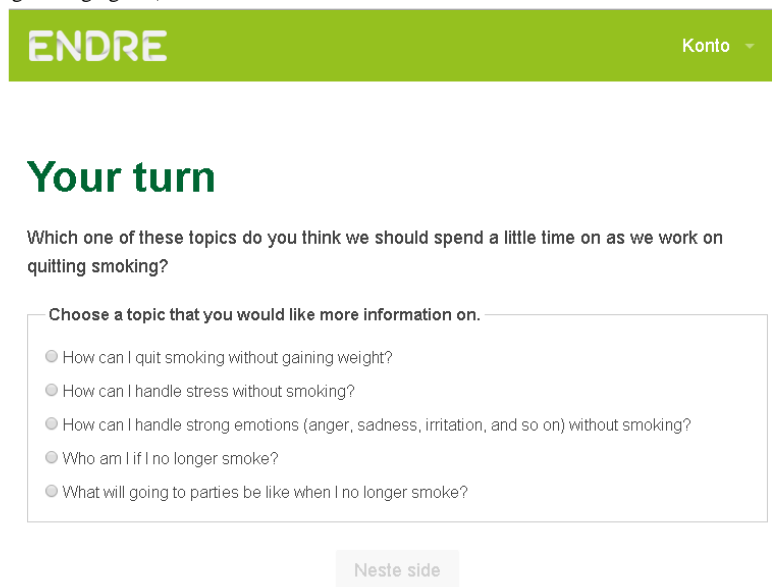 ENDRE
Konto
Your turn
Which one of these topics do you think we should spend a little time on as we work on
quitting smoking?
Choose a topic that you would like more information on.
How can I quit smoking without gaining weight?
How can I handle stress without smoking?
How can I handle strong emotions (anger, sadness, irritation, and so on) without smoking?
Who am I if I no longer smoke?
What will going to parties be like when I no longer smoke?
Neste side